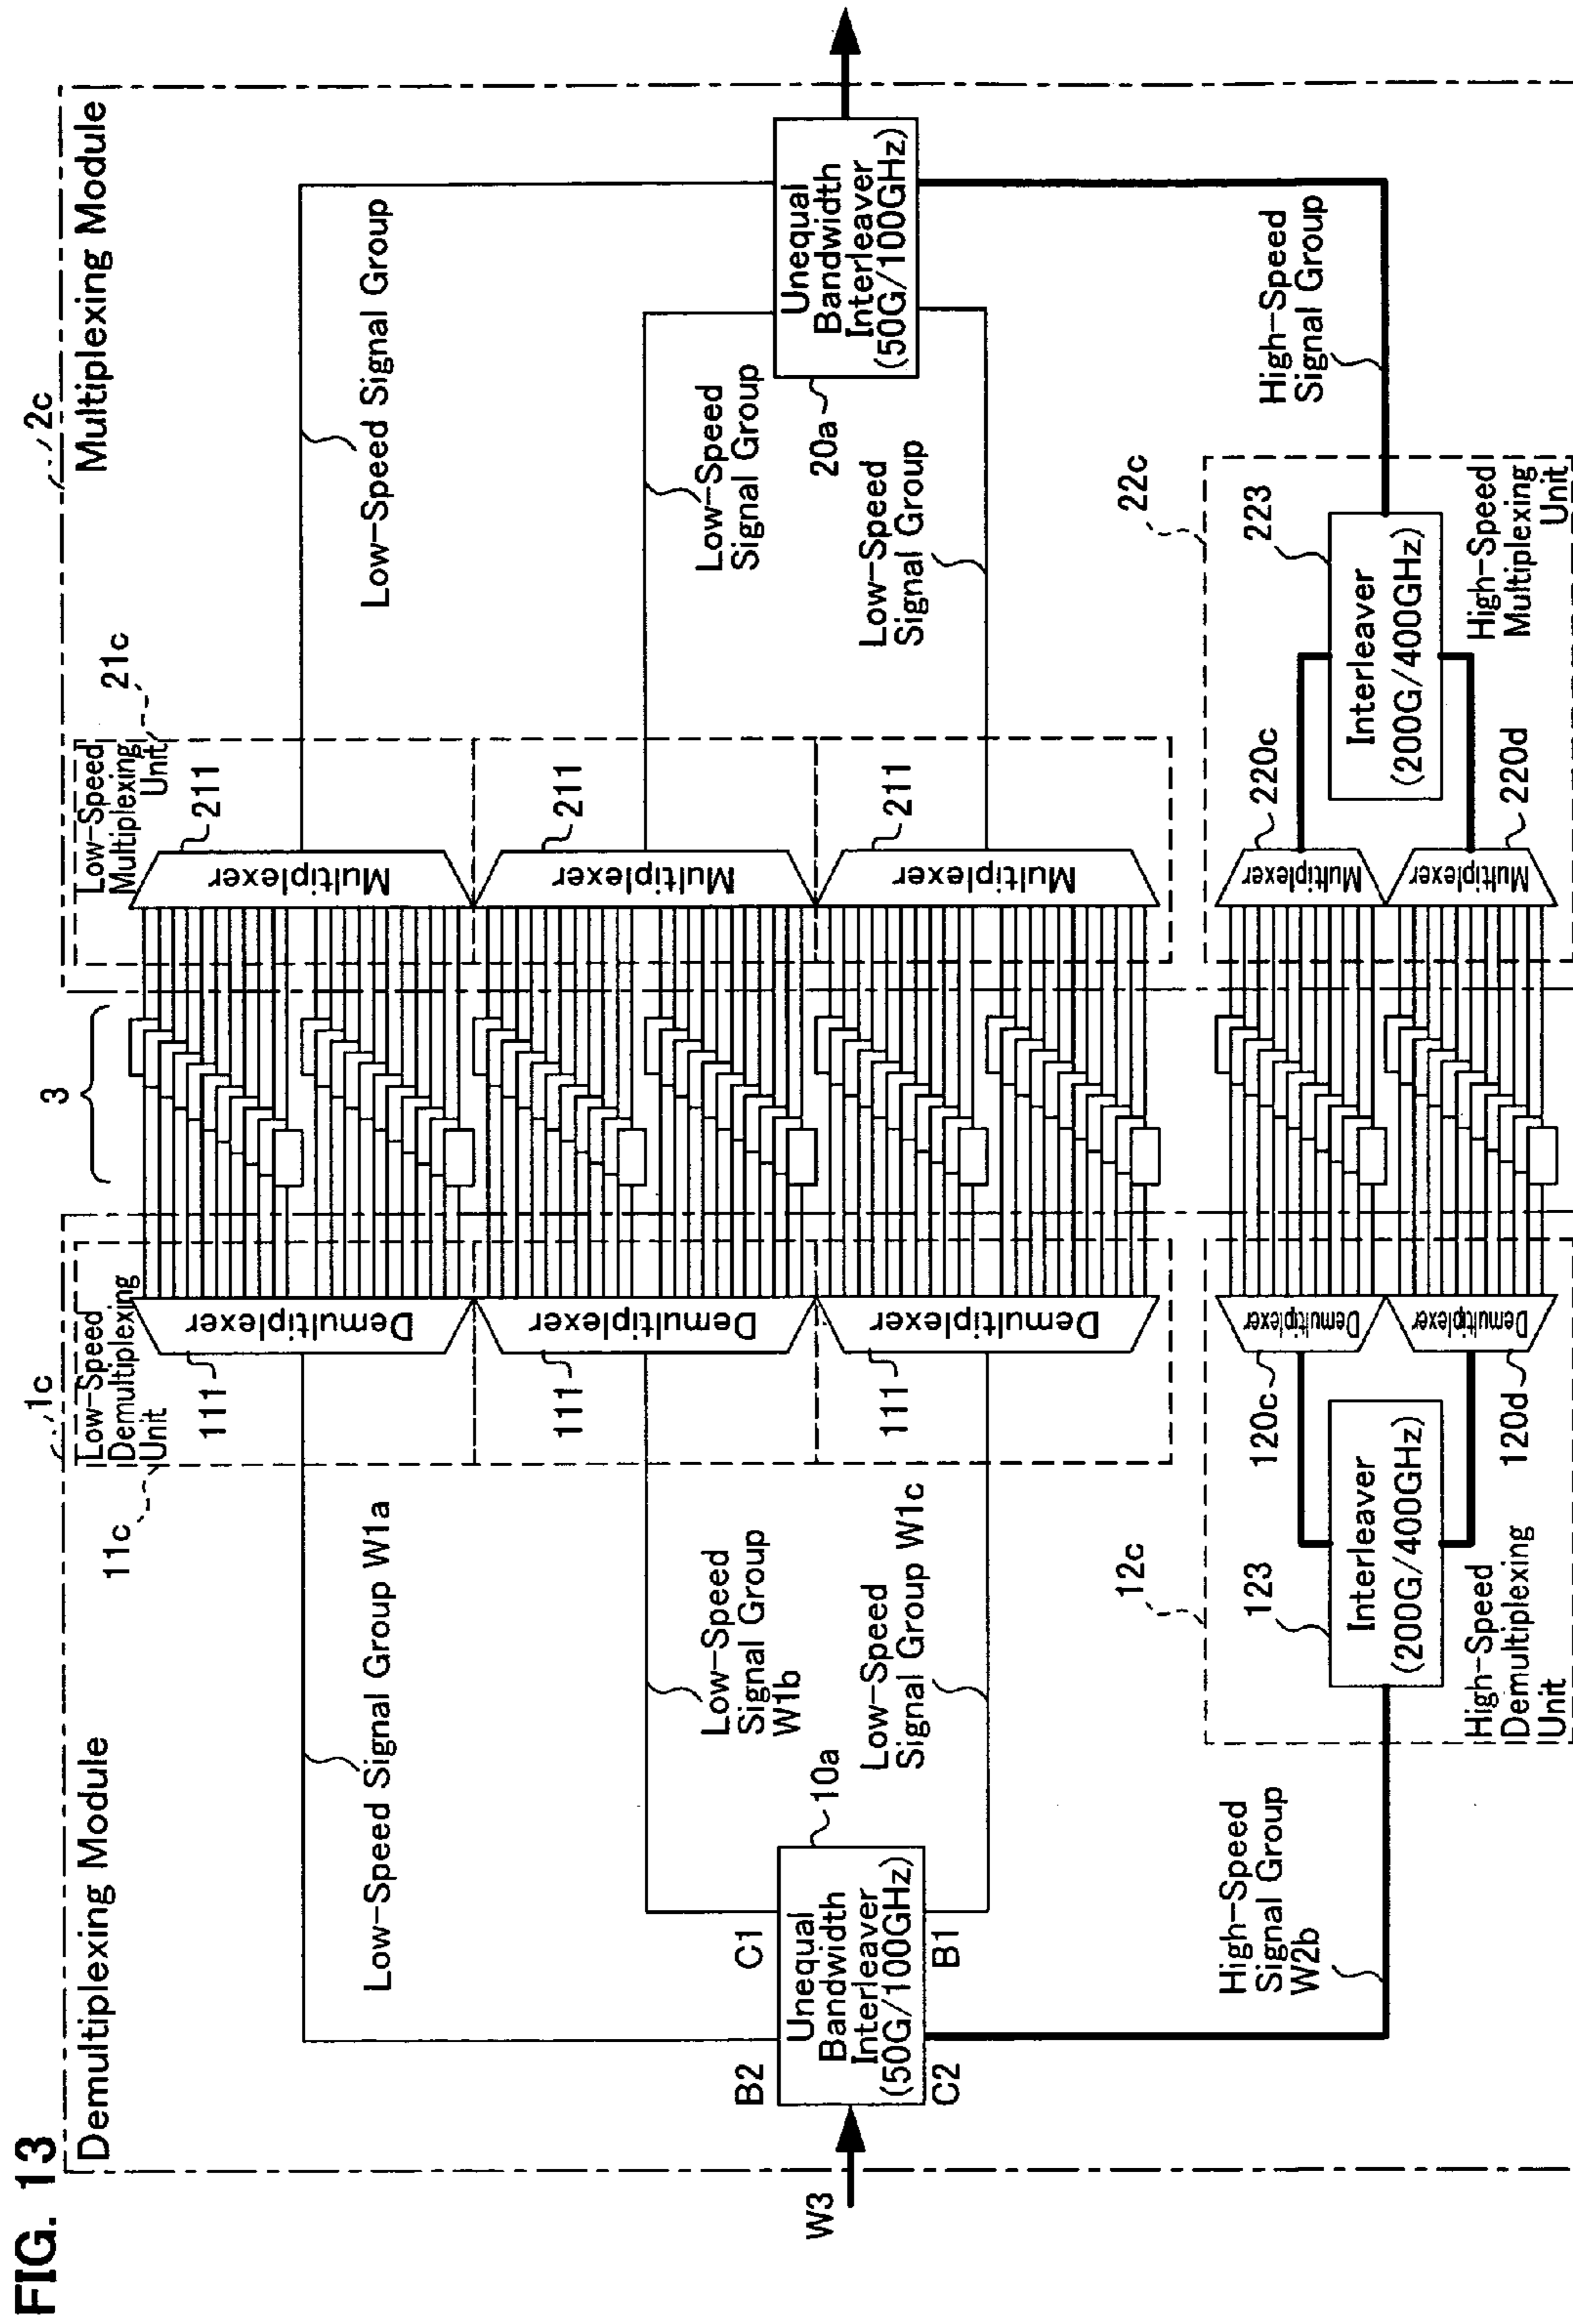 FIG. 13
Demultiplexing Module
1c
Low-Speed
Demultiplexing
Unit
11c
111
Demultiplexer
111
Demultiplexer
111
Demultiplexer
Low-Speed Signal Group W1a
Low-Speed
Signal Group
W1b
Low-Speed
Signal Group W1c
W3
B2
C1
C2
B1
10a
Unequal
Bandwidth
Interleaver
(50G/100GHz)
High-Speed
Signal Group
W2b
12c
123
Interleaver
(200G/400GHz)
High-Speed
Demultiplexing
Unit
120c
Demultiplexer
120d
Demultiplexer
3
2c
Multiplexing Module
Low-Speed
Multiplexing
Unit
21c
Multiplexer
211
Multiplexer
211
Multiplexer
211
Low-Speed Signal Group
Low-Speed
Signal Group
Low-Speed
Signal Group
20a
Unequal
Bandwidth
Interleaver
(50G/100GHz)
High-Speed
Signal Group
22c
223
Interleaver
(200G/400GHz)
High-Speed
Multiplexing
Unit
220c
Multiplexer
220d
Multiplexer